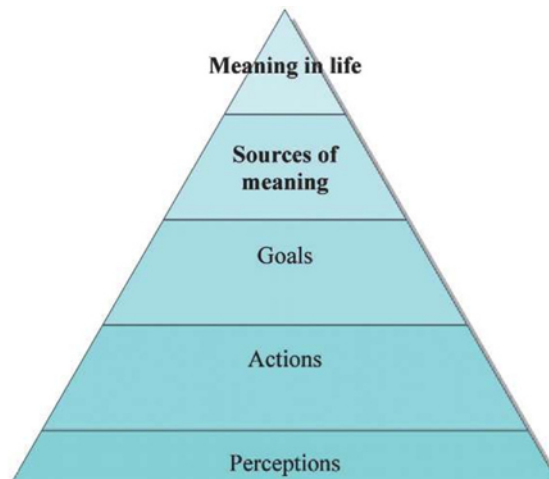 Meaning in life
Sources of
meaning
Goals
Actions
Perceptions